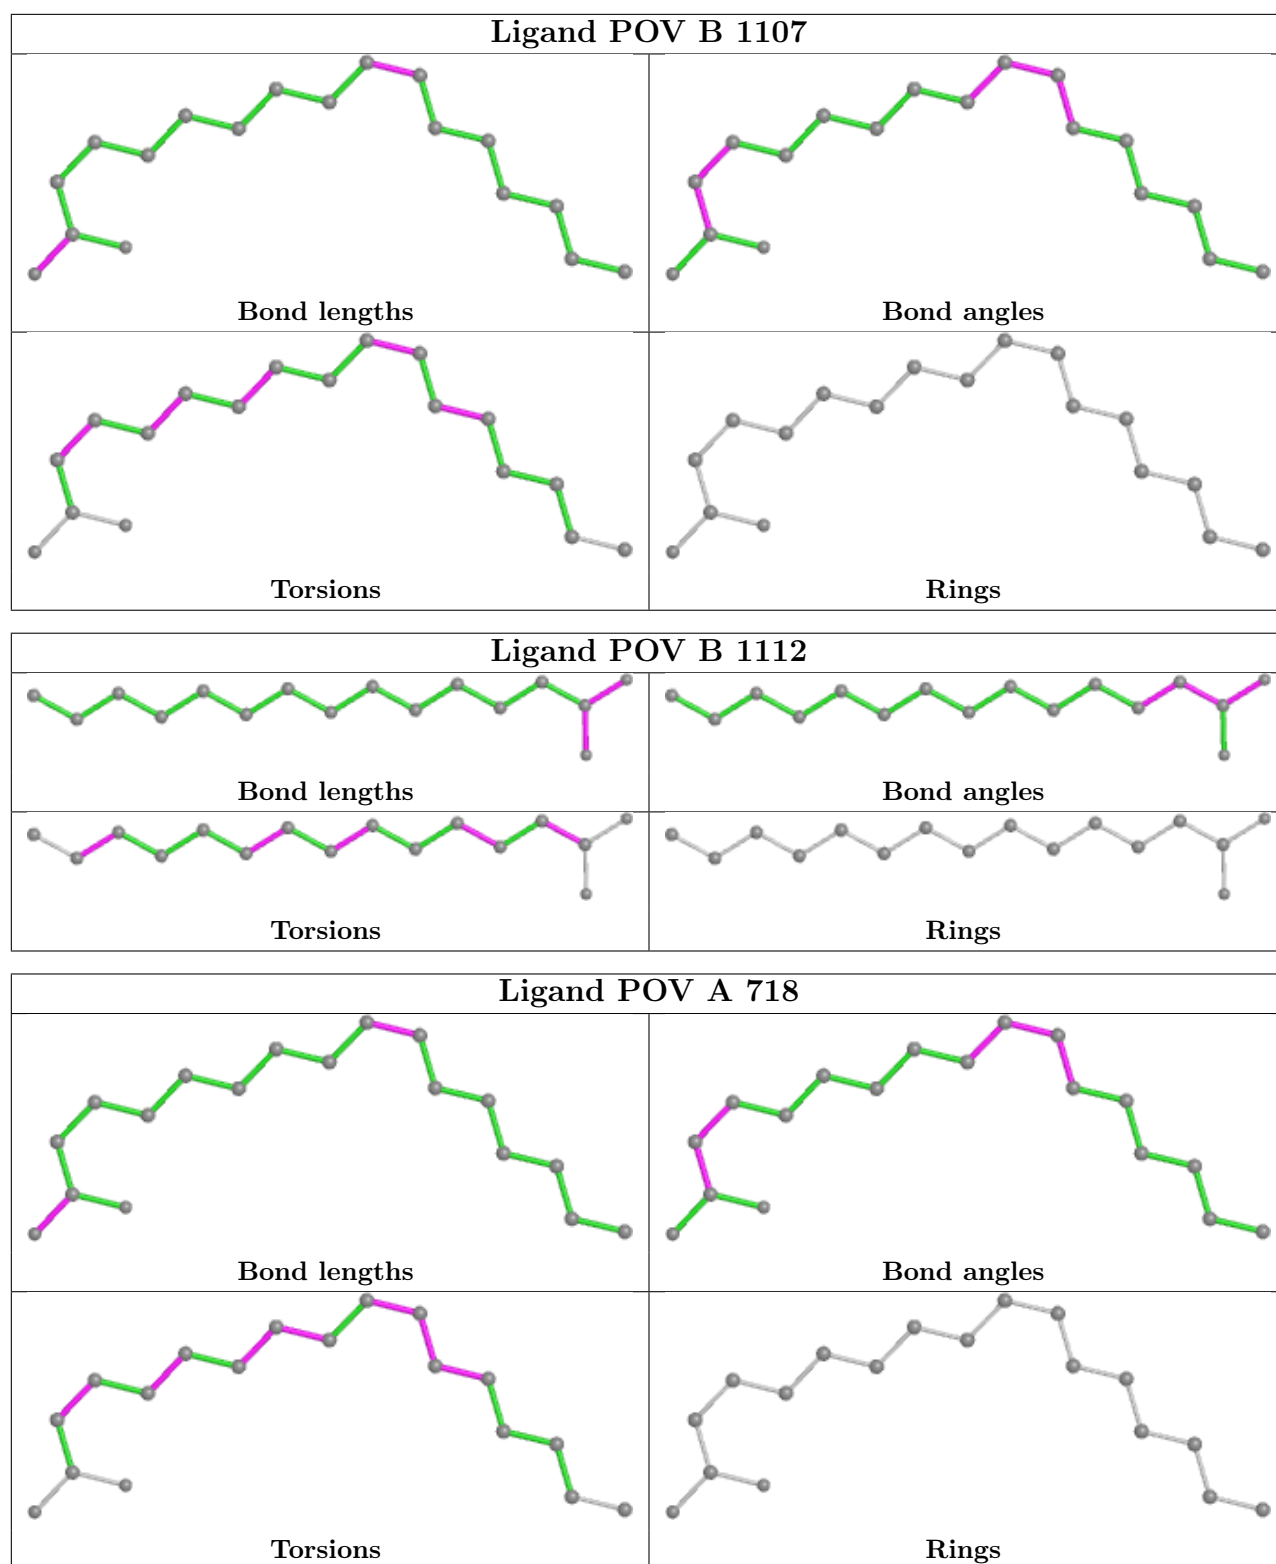 Ligand POV B 1107
Bond lengths
Bond angles
Torsions
Rings
Ligand POV B 1112
Bond lengths
Bond angles
Torsions
Rings
Ligand POV A 718
Bond lengths
Bond angles
Torsions
Rings